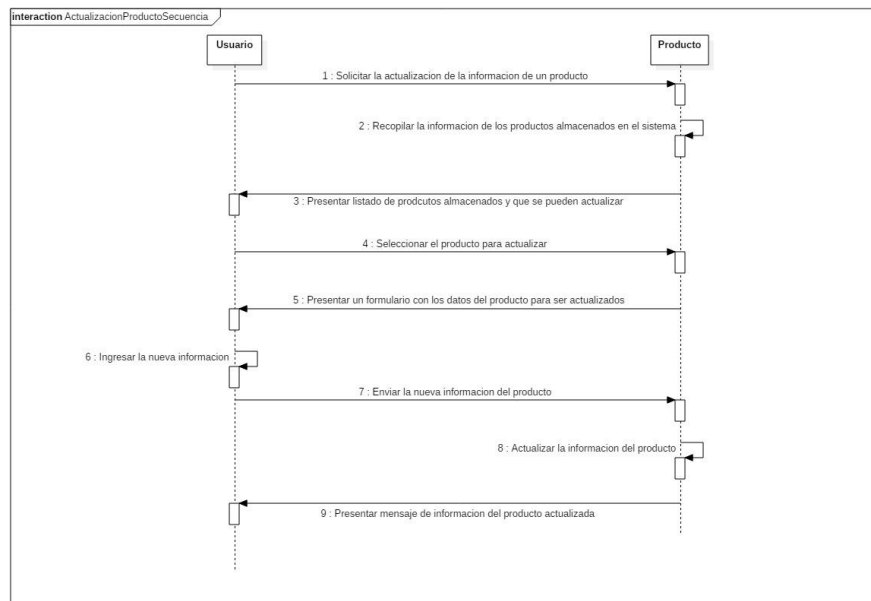 interaction ActualizacionProductoSecuencia
Usuario
Producto
1 : Solicitar la actualizacion de la informacion de un producto
2 : Recopilar la informacion de los productos almacenados en el sistema
3 : Presentar listado de prodcutos almacenados y que se pueden actualizar
4 : Seleccionar el producto para actualizar
5 : Presentar un formulario con los datos del producto para ser actualizados
6 : Ingresar la nueva informacion
7 : Enviar la nueva informacion del producto
8 : Actualizar la informacion del producto
9 : Presentar mensaje de informacion del producto actualizada